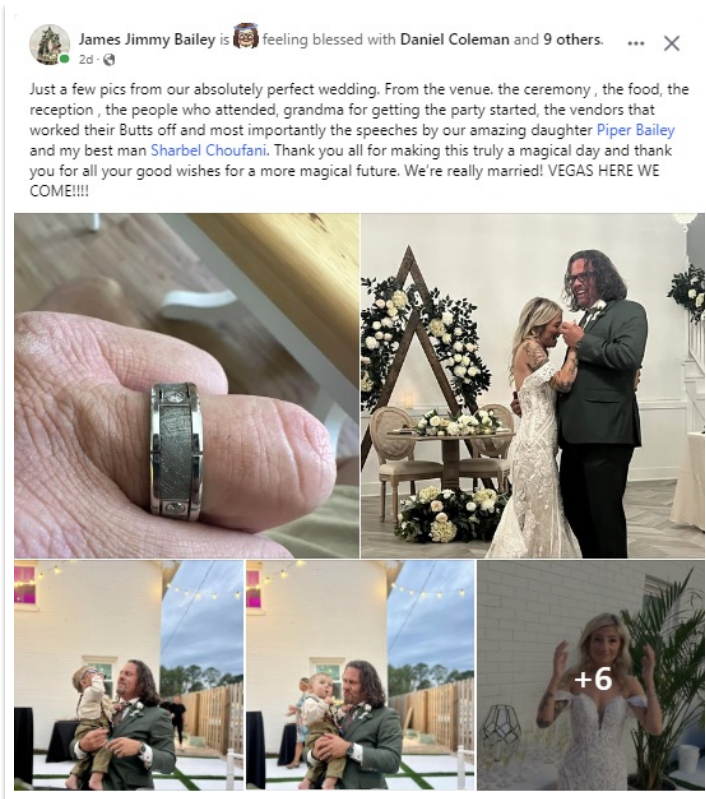 James Jimmy Bailey is feeling blessed with Daniel Coleman and 9 others.
2d ·
Just a few pics from our absolutely perfect wedding. From the venue. the ceremony , the food, the
reception , the people who attended, grandma for getting the party started, the vendors that
worked their Butts off and most importantly the speeches by our amazing daughter Piper Bailey
and my best man Sharbel Choufani. Thank you all for making this truly a magical day and thank
you for all your good wishes for a more magical future. We're really married! VEGAS HERE WE
COME!!!!
+6